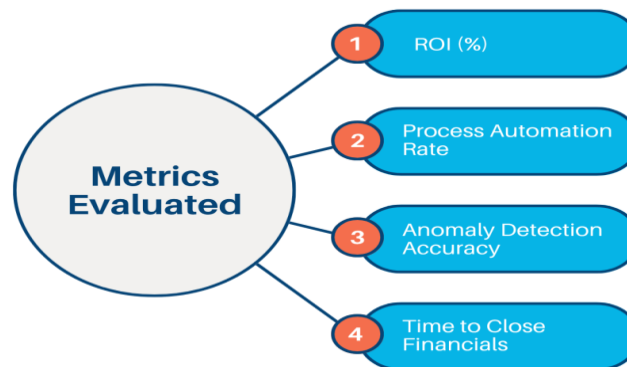 Metrics
Evaluated
1
ROI (%)
2
Process Automation
Rate
3
Anomaly Detection
Accuracy
4
Time to Close
Financials